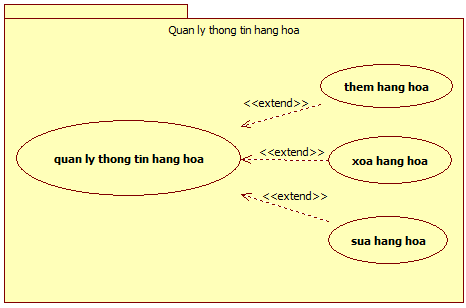 Quan ly thong tin hang hoa
them hang hoa
<<extend>>
quan ly thong tin hang hoa
<<extend>>
xoa hang hoa
<<extend>>
sua hang hoa